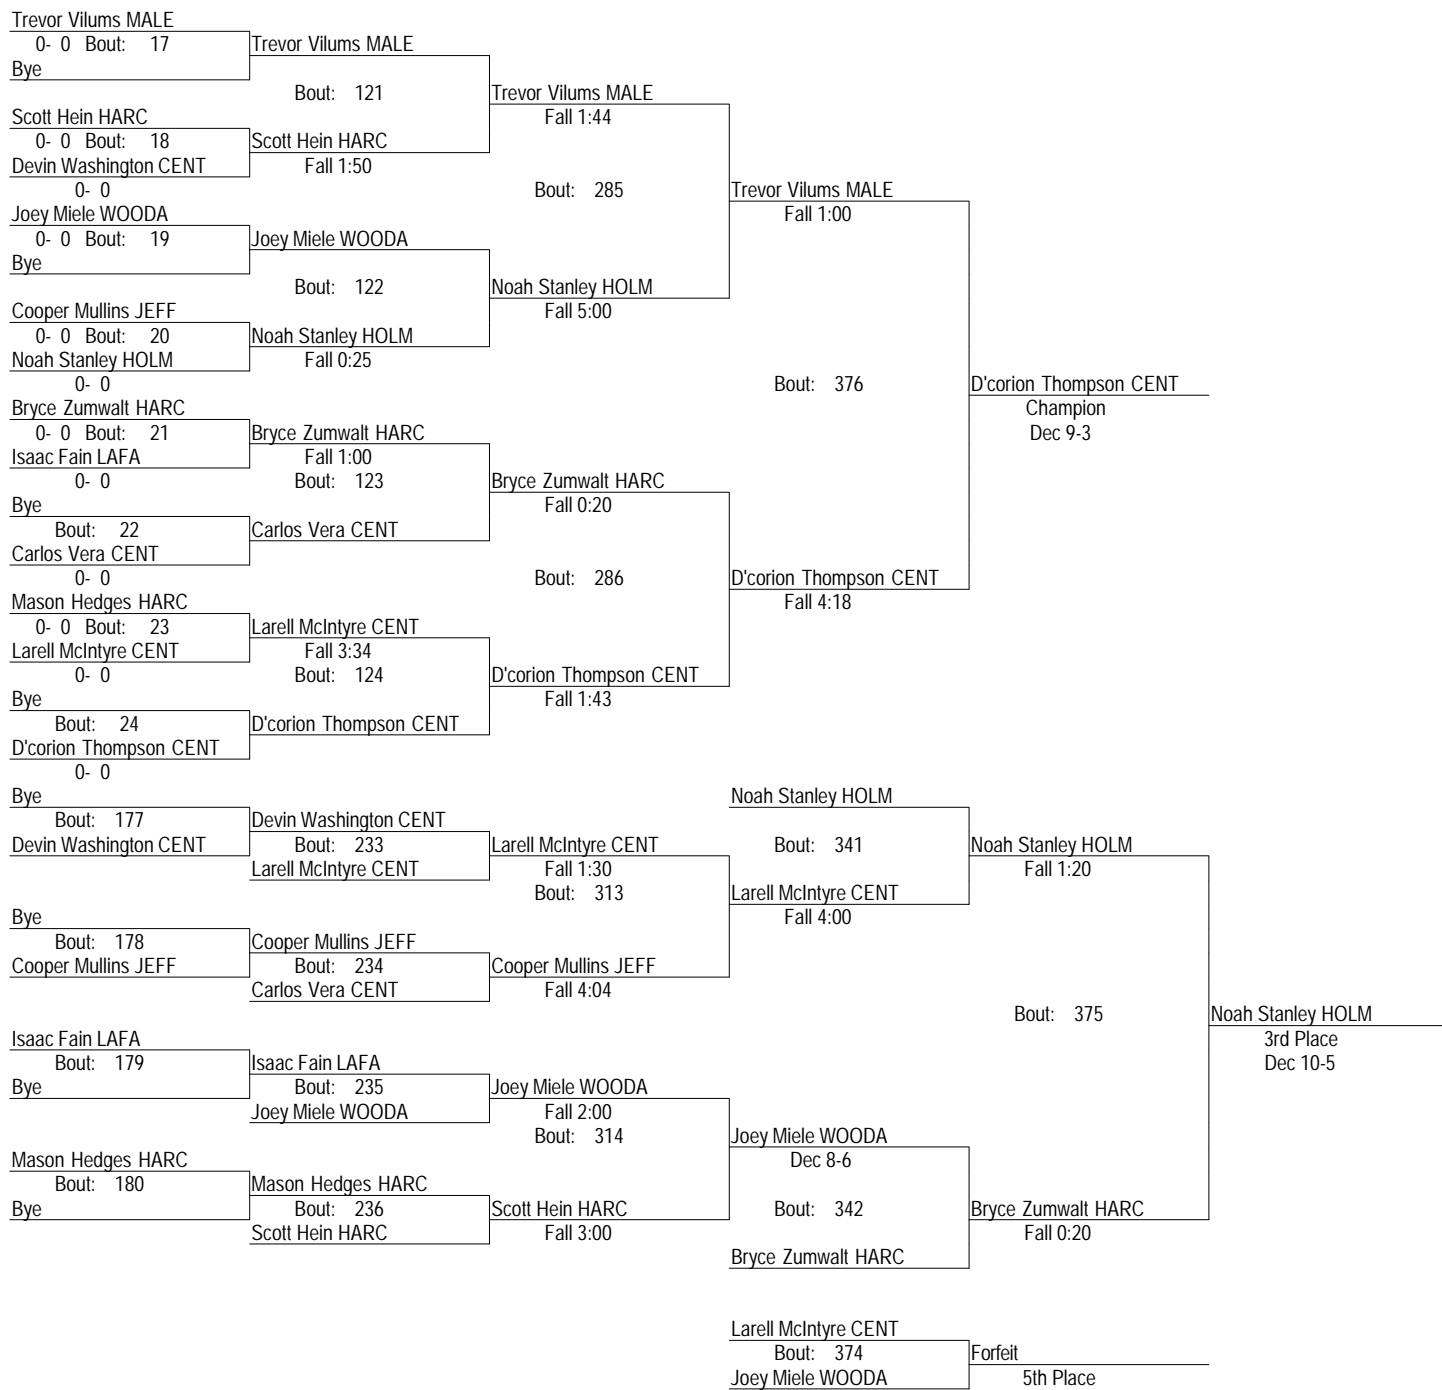 Trevor Vilums MALE
0- 0 Bout: 17 Trevor Vilums MALE
Bye
Bout: 121 Trevor Vilums MALE
Scott Hein HARC Fall 1:44
0- 0 Bout: 18 Scott Hein HARC
Devin Washington CENT Fall 1:50
0- 0 Bout: 285 Trevor Vilums MALE
Joey Miele WOODA Fall 1:00
0- 0 Bout: 19 Joey Miele WOODA
Bye
Bout: 122 Noah Stanley HOLM
Cooper Mullins JEFF Fall 5:00
0- 0 Bout: 20 Noah Stanley HOLM
Noah Stanley HOLM Fall 0:25
0- 0 Bout: 376 D'corion Thompson CENT
Bryce Zumwalt HARC Champion
0- 0 Bout: 21 Bryce Zumwalt HARC Dec 9-3
Isaac Fain LAFA Fall 1:00
0- 0 Bout: 123 Bryce Zumwalt HARC
Bye Fall 0:20
Bout: 22 Carlos Vera CENT
Carlos Vera CENT
0- 0 Bout: 286 D'corion Thompson CENT
Mason Hedges HARC Fall 4:18
0- 0 Bout: 23 Larell McIntyre CENT
Larell McIntyre CENT Fall 3:34
0- 0 Bout: 124 D'corion Thompson CENT
Bye Fall 1:43
Bout: 24 D'corion Thompson CENT
D'corion Thompson CENT
0- 0
Bye Noah Stanley HOLM
Bout: 177 Devin Washington CENT
Devin Washington CENT Bout: 233 Larell McIntyre CENT Bout: 341 Noah Stanley HOLM
Larell McIntyre CENT Fall 1:30 Fall 1:20
Bout: 313 Larell McIntyre CENT
Bye Fall 4:00
Bout: 178 Cooper Mullins JEFF
Cooper Mullins JEFF Bout: 234 Cooper Mullins JEFF
Carlos Vera CENT Fall 4:04
Bout: 375 Noah Stanley HOLM
Isaac Fain LAFA 3rd Place
Bout: 179 Isaac Fain LAFA Dec 10-5
Bye Bout: 235 Joey Miele WOODA
Joey Miele WOODA Fall 2:00
Bout: 314 Joey Miele WOODA
Mason Hedges HARC Dec 8-6
Bout: 180 Mason Hedges HARC
Bye Bout: 236 Scott Hein HARC Bout: 342 Bryce Zumwalt HARC
Scott Hein HARC Fall 3:00 Fall 0:20
Bryce Zumwalt HARC
Larell McIntyre CENT
Bout: 374 Forfeit
Joey Miele WOODA 5th Place